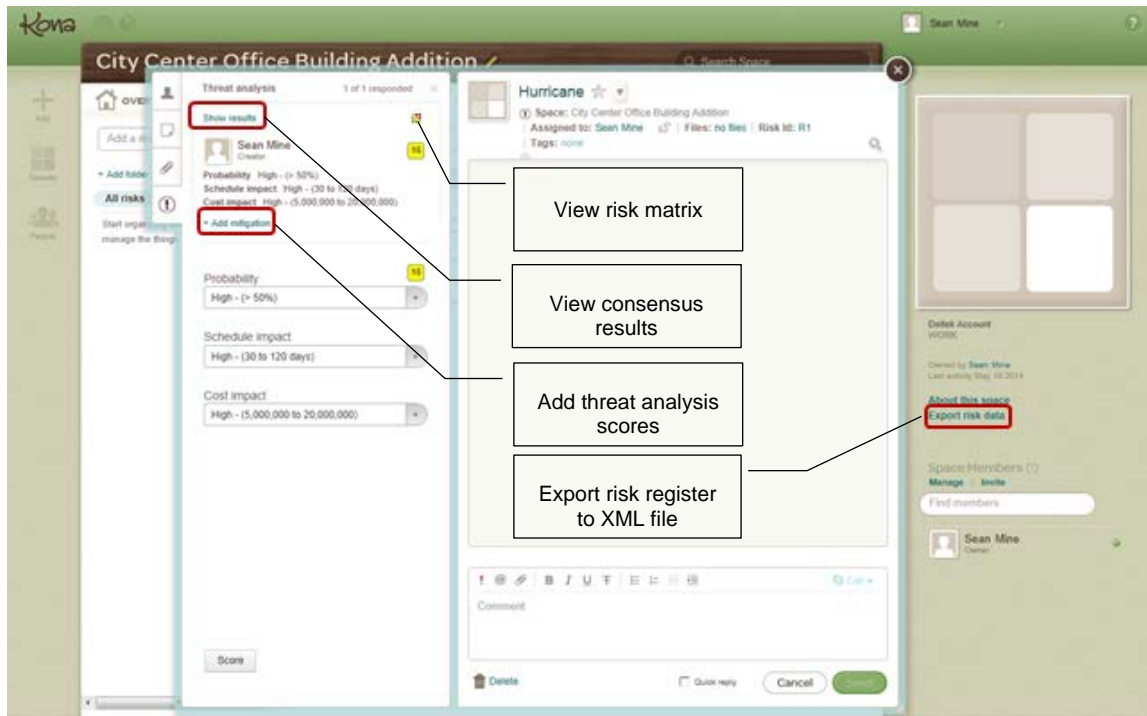 Kona
Sean Mine
?
City Center Office Building Addition
Search Space
Add
+ Add folder
All risks
People
Threat analysis
1 of 1 responded
Show results
Sean Mine
Creator
16
Probability High - (> 50%)
Schedule impact High - (30 to 120 days)
Cost impact High - (5,000,000 to 20,000,000)
+ Add mitigation
Probability
16
High - (> 50%)
Schedule impact
High - (30 to 120 days)
Cost impact
High - (5,000,000 to 20,000,000)
Score
Hurricane
Space: City Center Office Building Addition
Assigned to: Sean Mine | Files: no files | Risk Id: R1
Tags: none
View risk matrix
View consensus
results
Add threat analysis
scores
Export risk register
to XML file
B I U T
Call
Comment
Delete
Quick reply
Cancel
Send
Deltek Account
WORK
Owned by Sean Mine
Last activity May 19 2014
About this space
Export risk data
Space Members (1)
Manage | Invite
Find members
Sean Mine
Owner